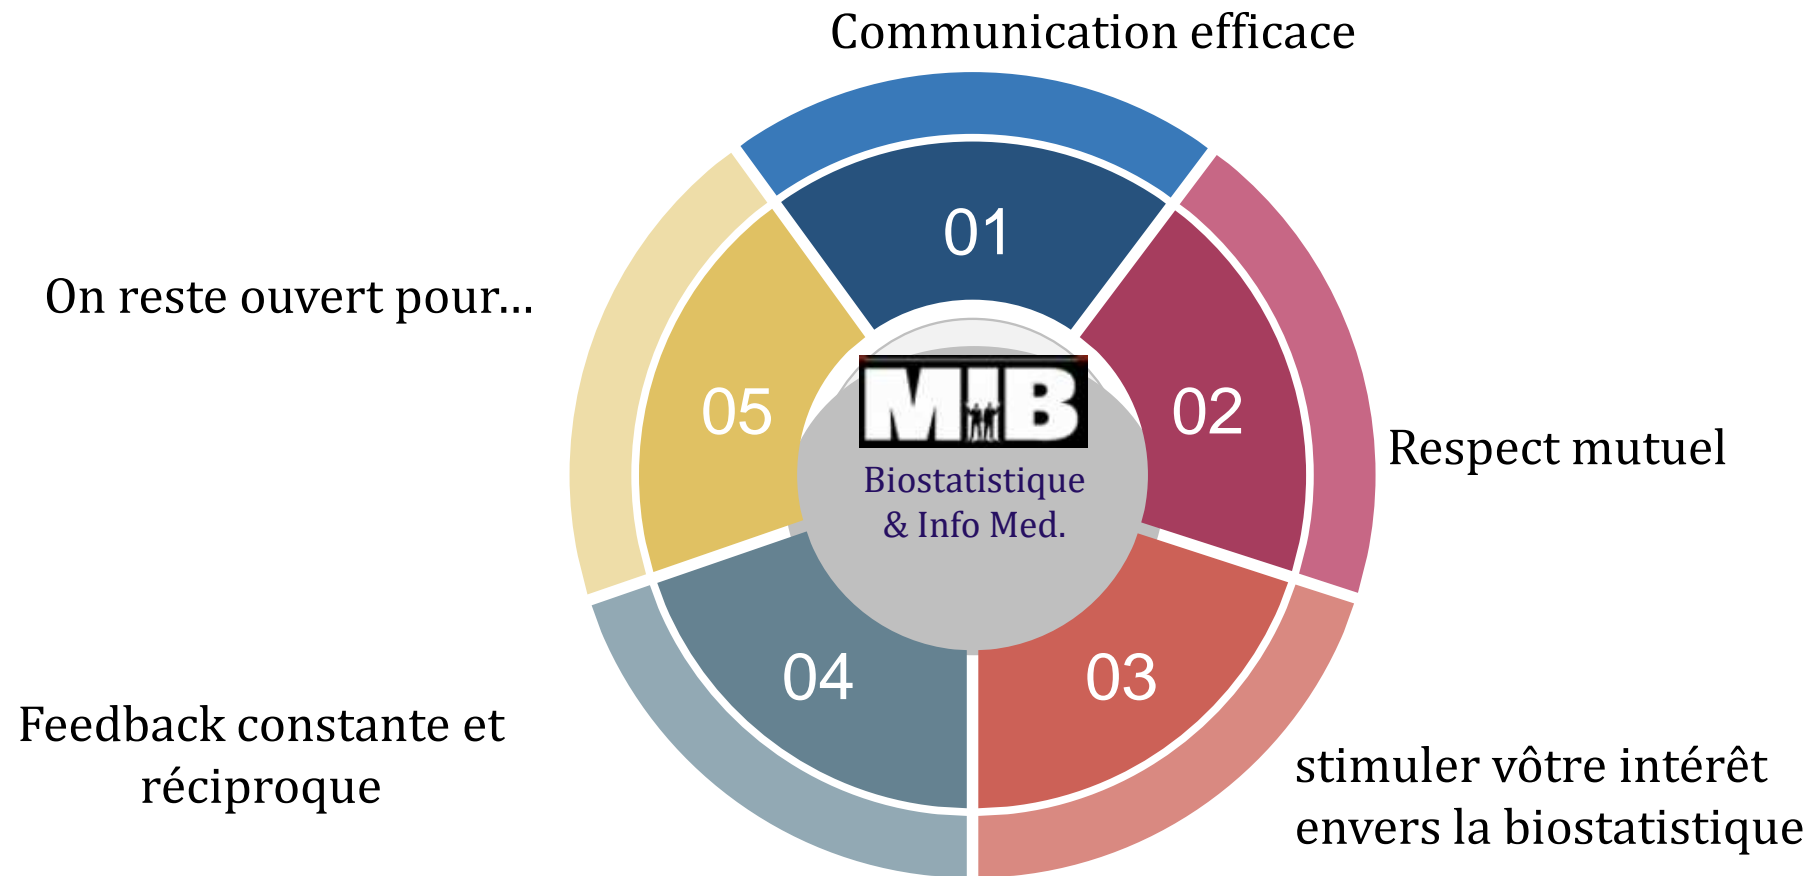 Communication efficace
01
On reste ouvert pour...
05
MIB
02
Respect mutuel
Biostatistique
& Info Med.
04
03
Feedback constante et
réciproque
stimuler vôtre intérêt
envers la biostatistique